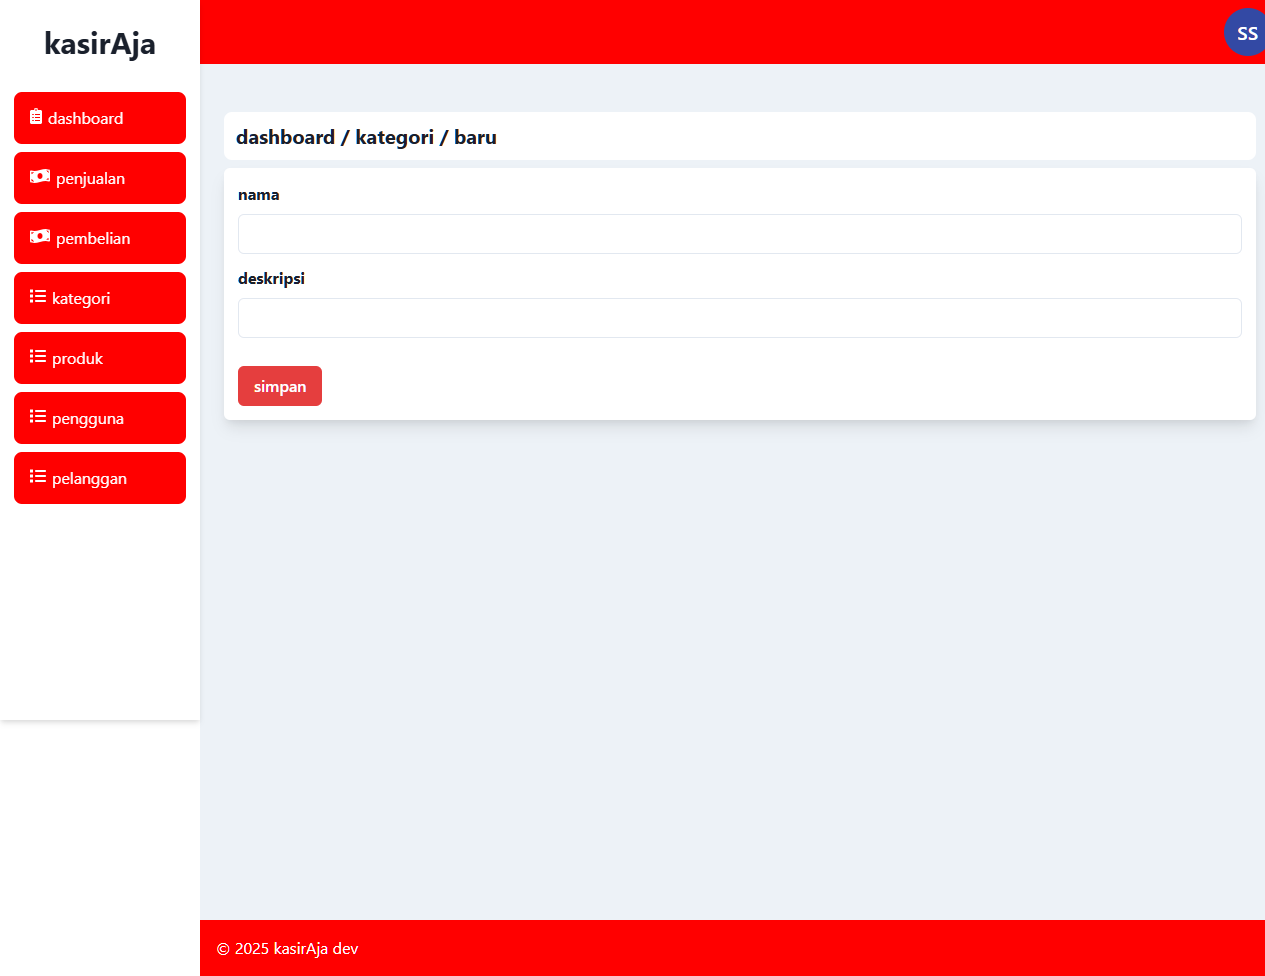 kasirAja
SS
dashboard
penjualan
pembelian
kategori
produk
pengguna
pelanggan
dashboard / kategori / baru
nama
deskripsi
simpan
© 2025 kasirAja dev